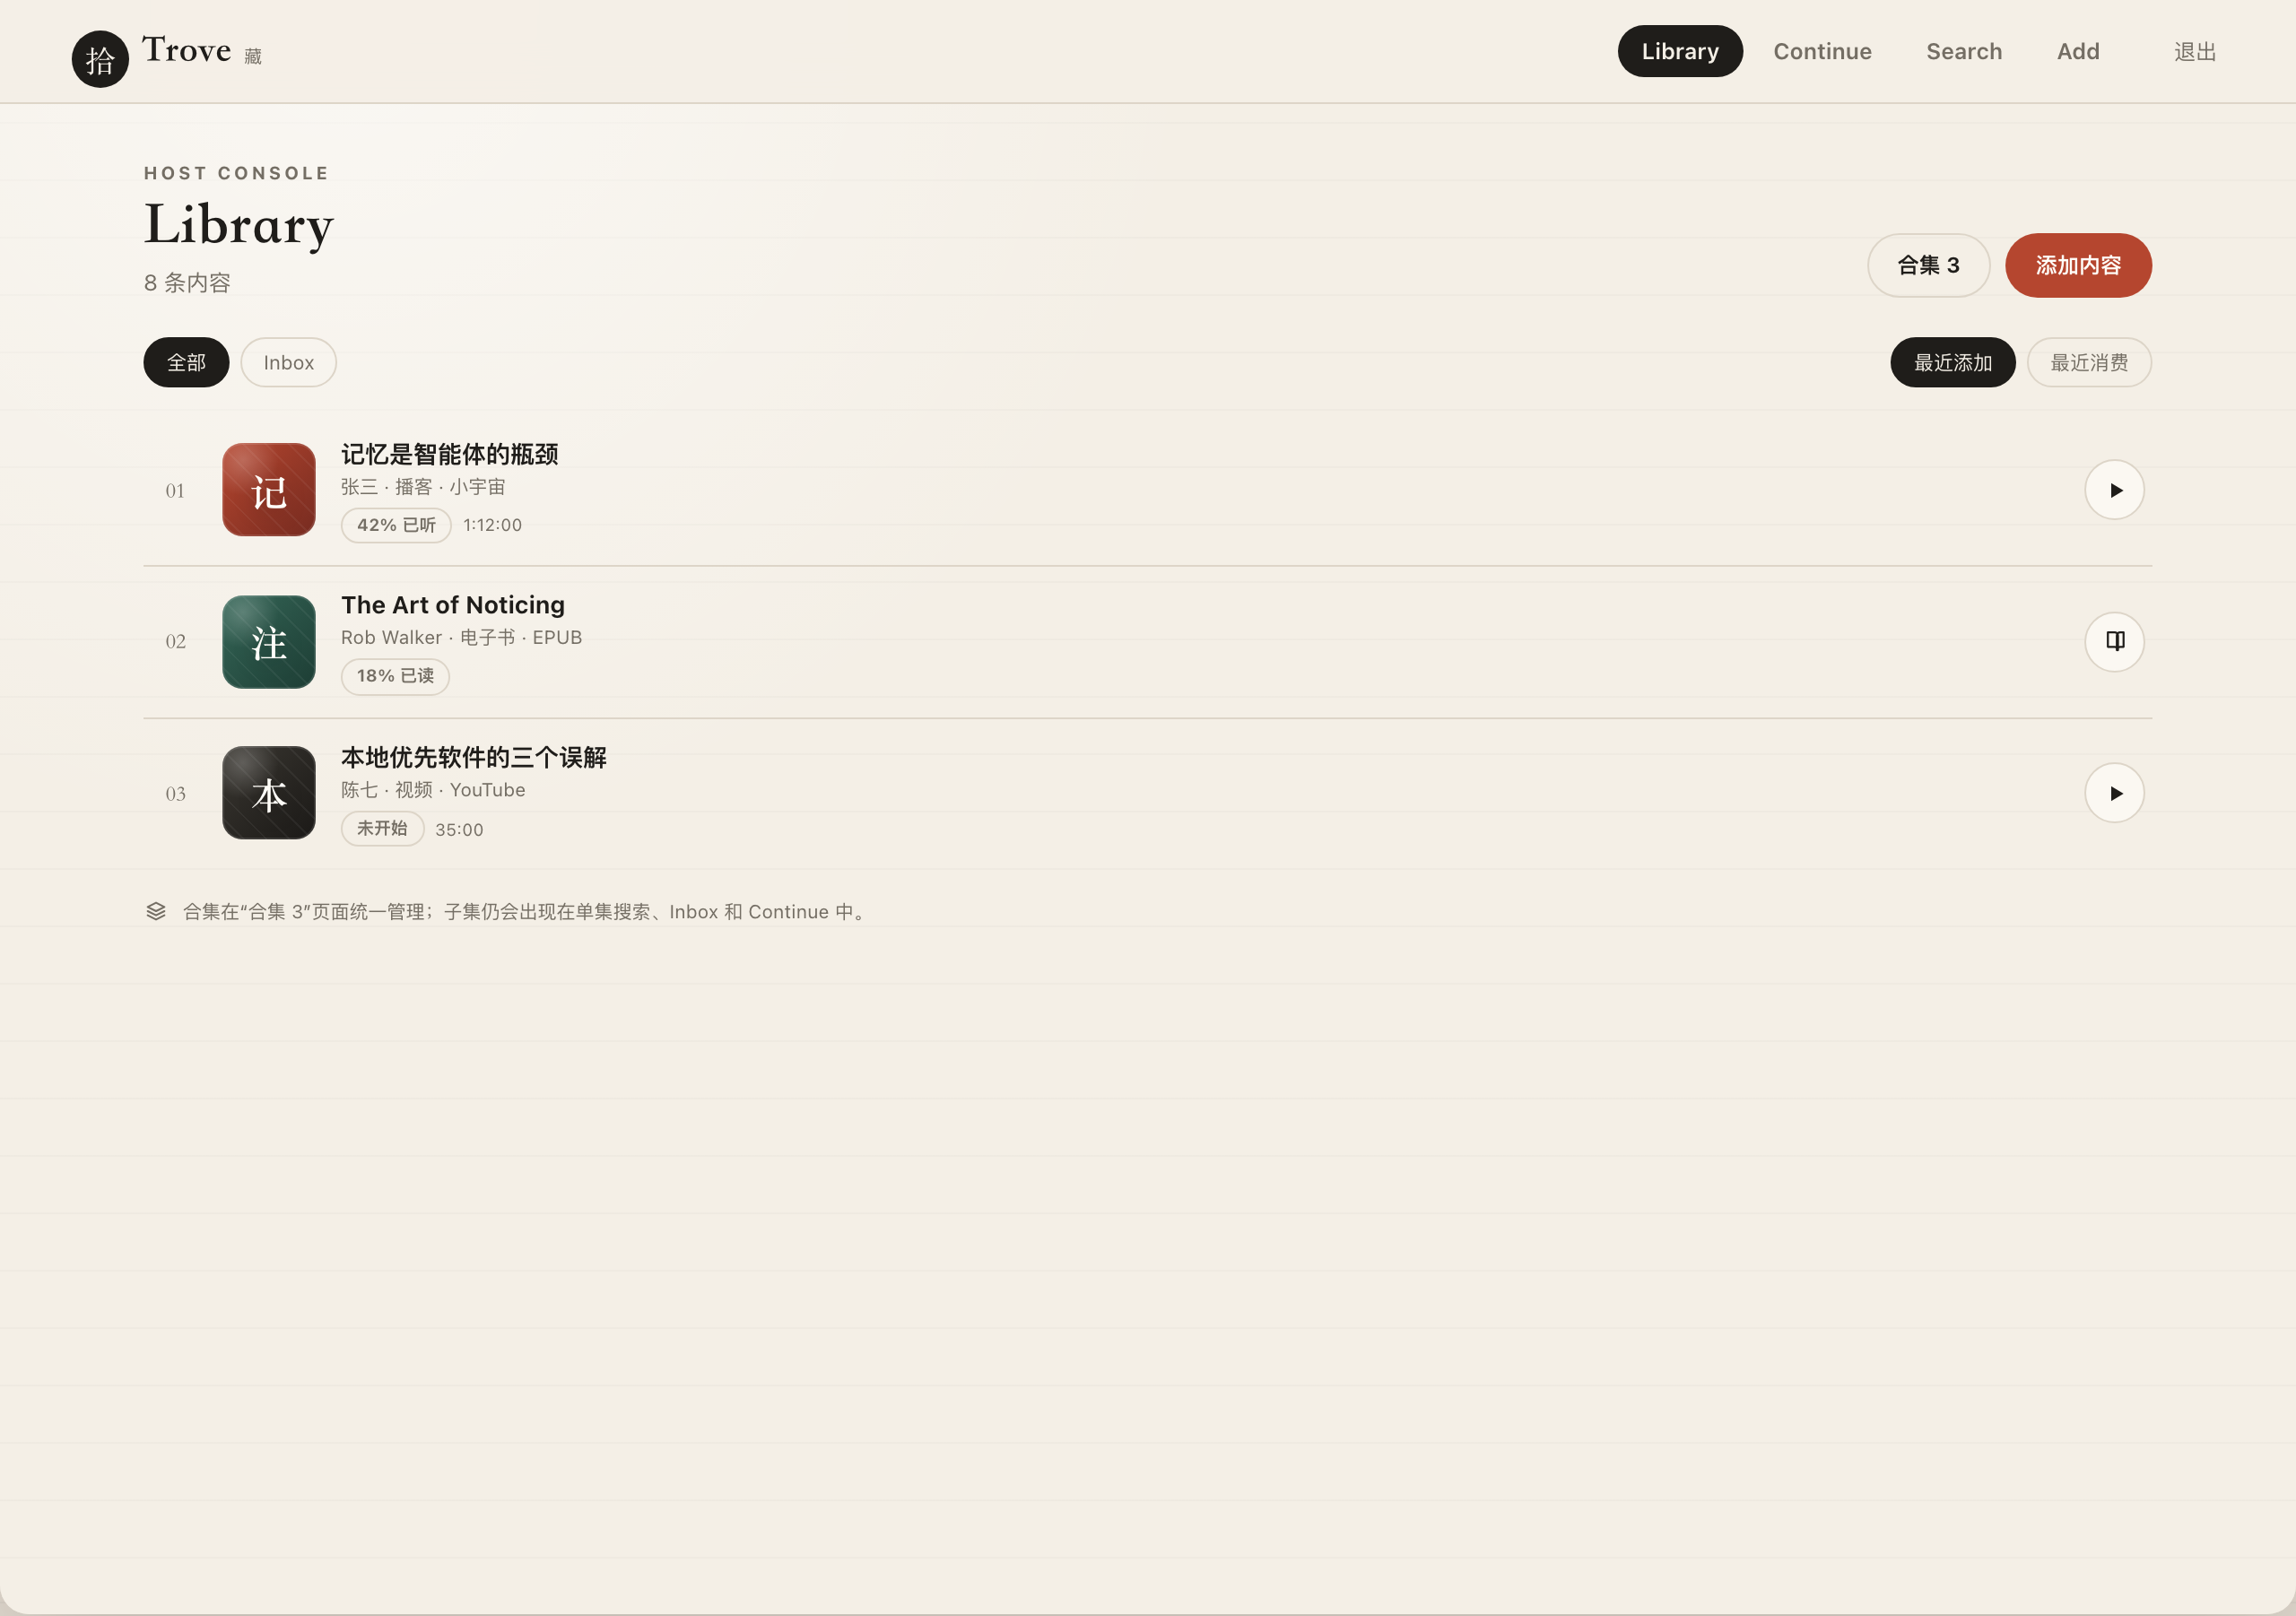 拾 Trove 藏
Library Continue Search Add 退出
HOST CONSOLE
Library
8 条内容
合集 3 添加内容
全部 Inbox 最近添加 最近消费
01 记 记忆是智能体的瓶颈
张三 · 播客 · 小宇宙
42% 已听 1:12:00
02 注 The Art of Noticing
Rob Walker · 电子书 · EPUB
18% 已读
03 本 本地优先软件的三个误解
陈七 · 视频 · YouTube
未开始 35:00
合集在“合集 3”页面统一管理；子集仍会出现在单集搜索、Inbox 和 Continue 中。